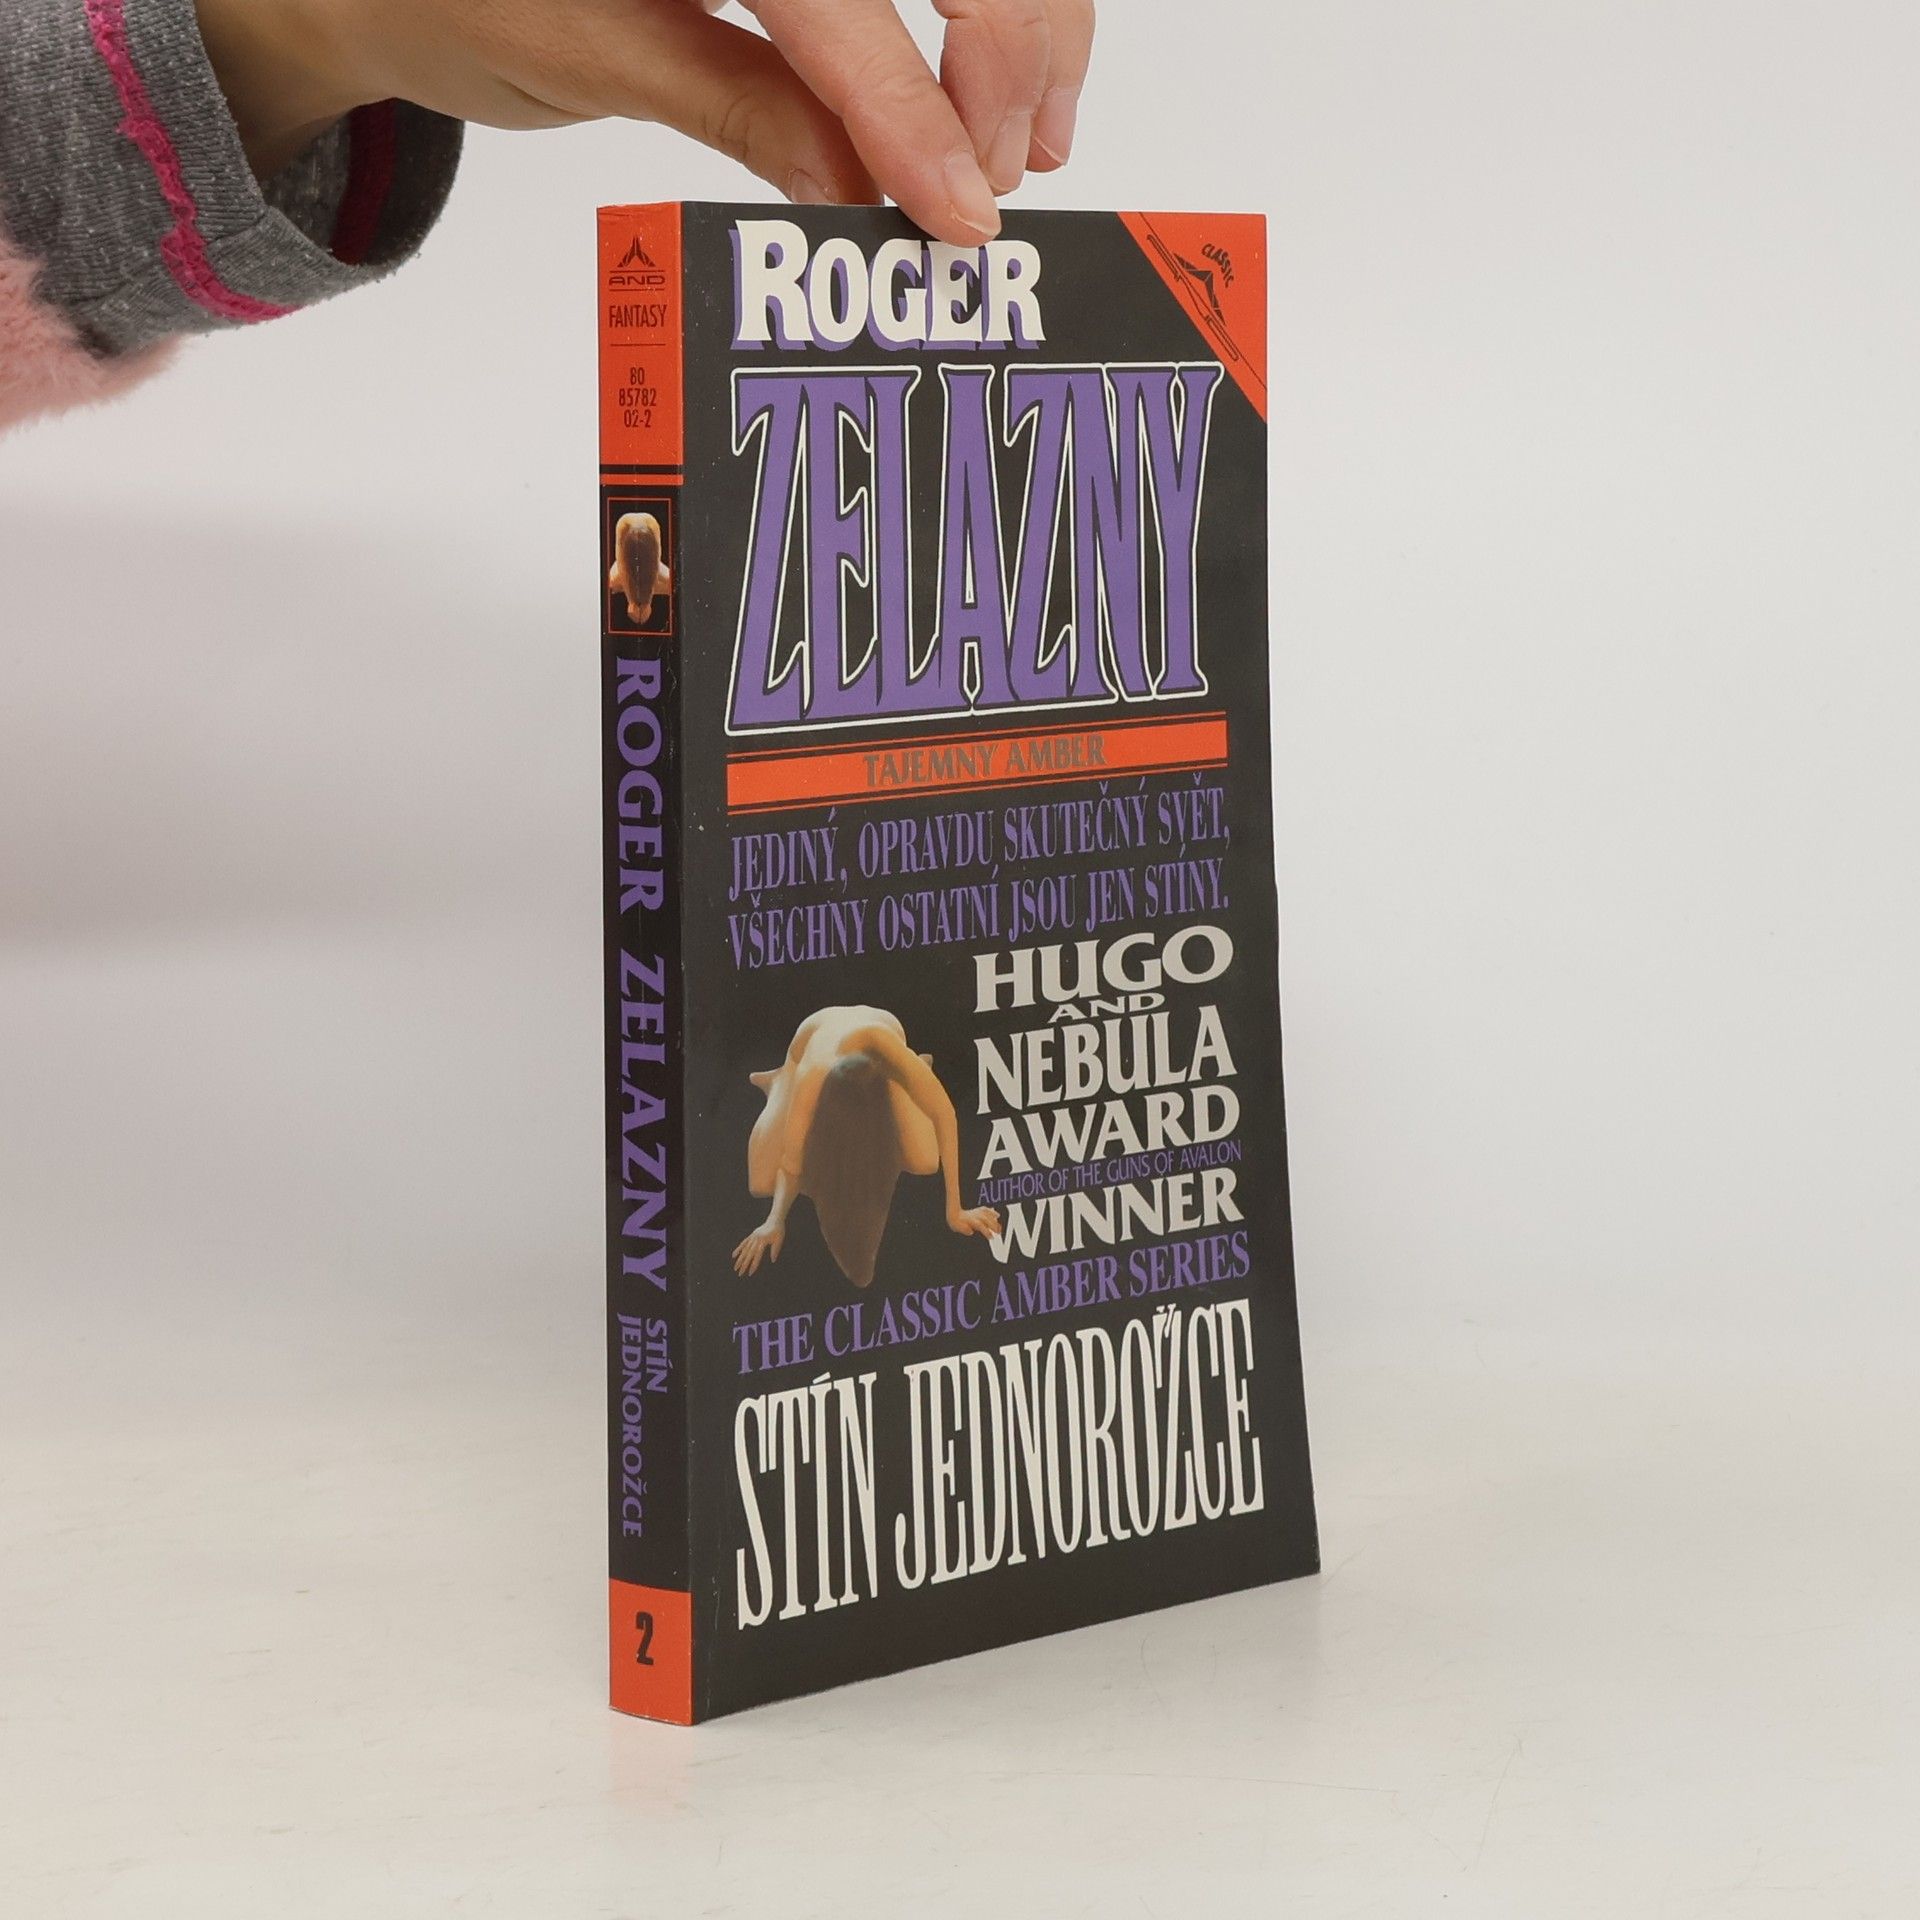 AND
FANTASY
80
85782
02-2
ROGER ZELAZNY
STÍN
JEDNOROŽCE
2
ROGER
ZELAZNY
CLASSIC
AND
TAJEMNY AMBER
JEDINÝ, OPRAVDU SKUTEČNÝ SVĚT,
VŠECHNY OSTATNÍ JSOU JEN STÍNY.
HUGO
AND
NEBULA
AWARD
AUTHOR OF THE GUNS OF AVALON
WINNER
THE CLASSIC AMBER SERIES
STÍN JEDNOROŽCE